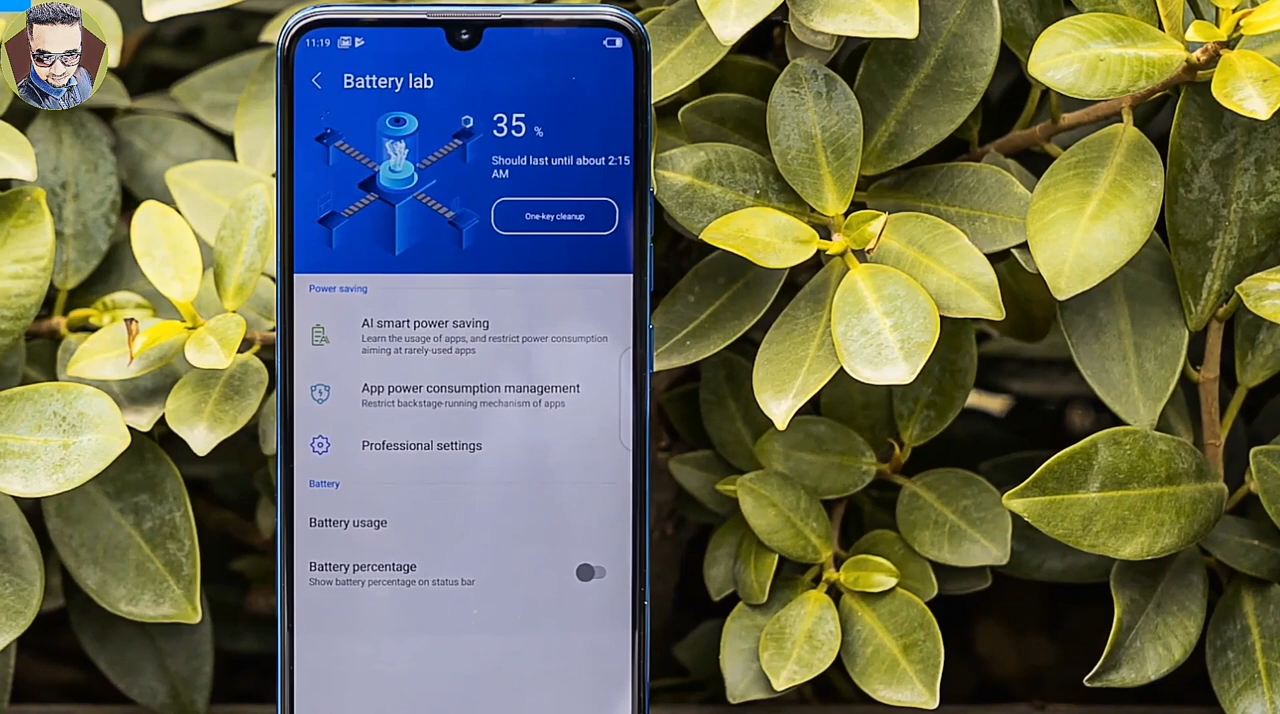 11:19
Battery lab
35 %
Should last until about 2:15
AM
One-key cleanup
Power saving
AI smart power saving
Learn the usage of apps, and restrict power consumption
aiming at rarely-used apps
App power consumption management
Restrict backstage-running mechanism of apps
Professional settings
Battery
Battery usage
Battery percentage
Show battery percentage on status bar